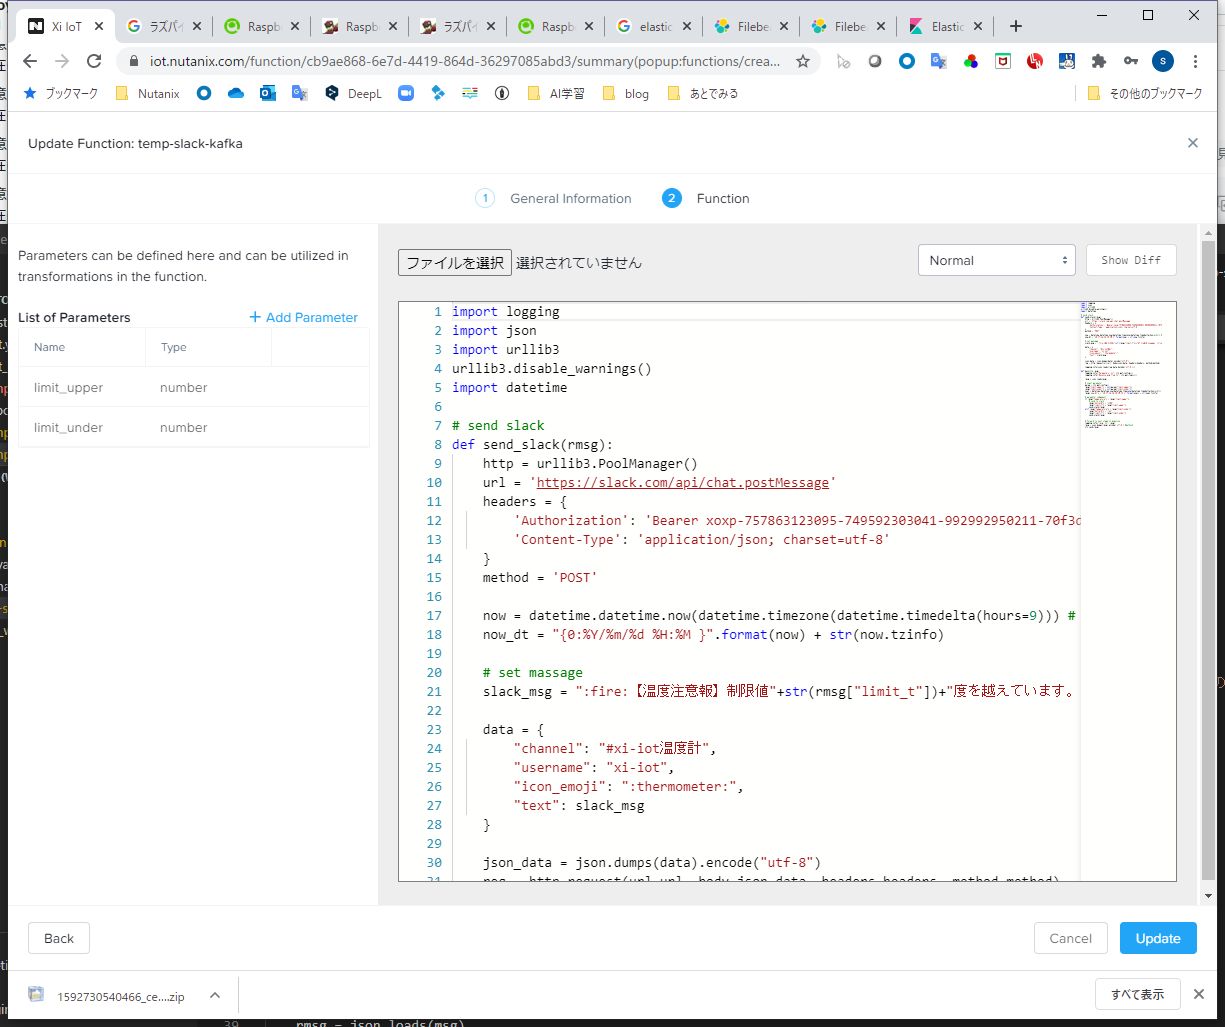 Xi IoT
ラズパイ
Raspb
Raspb
ラズパイ
Raspb
elastic
Filebe
Filebe
Elastic
iot.nutanix.com/function/cb9ae868-6e7d-4419-864d-36297085abd3/summary(popup:functions/crea...
S
ブックマーク
Nutanix
DeepL
AI学習
blog
あとでみる
その他のブックマーク
Update Function: temp-slack-kafka
1 General Information
2 Function
Parameters can be defined here and can be utilized in
transformations in the function.
List of Parameters
+ Add Parameter
Name Type
limit_upper number
limit_under number
ファイルを選択 選択されていません
Normal
Show Diff
1 import logging
2 import json
3 import urllib3
4 urllib3.disable_warnings()
5 import datetime
6
7 # send slack
8 def send_slack(rmsg):
9 http = urllib3.PoolManager()
10 url = 'https://slack.com/api/chat.postMessage'
11 headers = {
12 'Authorization': 'Bearer xoxp-757863123095-749592303041-992992950211-70f3c
13 'Content-Type': 'application/json; charset=utf-8'
14 }
15 method = 'POST'
16
17 now = datetime.datetime.now(datetime.timezone(datetime.timedelta(hours=9))) #
18 now_dt = "{0:%Y/%m/%d %H:%M }".format(now) + str(now.tzinfo)
19
20 # set massage
21 slack_msg = ":fire:【温度注意報】制限値"+str(rmsg["limit_t"])+"度を越えています。
22
23 data = {
24 "channel": "#xi-iot温度計",
25 "username": "xi-iot",
26 "icon_emoji": ":thermometer:",
27 "text": slack_msg
28 }
29
30 json_data = json.dumps(data).encode("utf-8")
Back
Cancel
Update
1592730540466_ce....zip
すべて表示
39 rmsg = json.loads(msg)